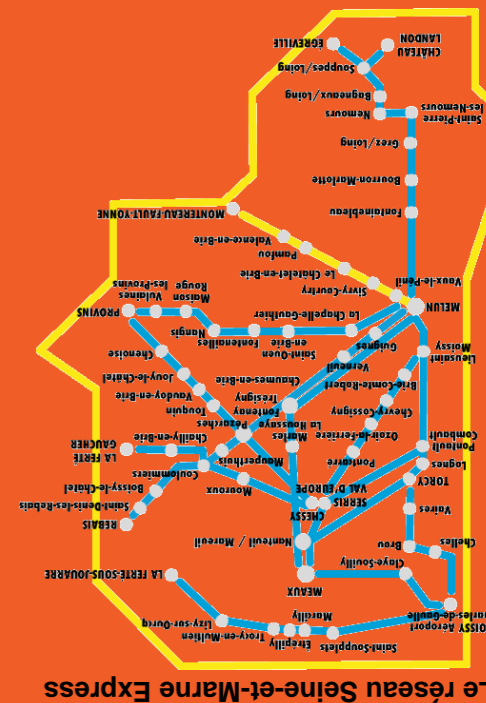 Le réseau Seine-et-Marne Express
ROISSY Aéroport
Charles-de-Gaulle
Saint-Soupplets
Marcilly
Etrépilly
Trocy-en-Multien
Lizy-sur-Ourcq
LA FERTÉ-SOUS-JOUARRE
MEAUX
Claye-Souilly
Chelles
Brou
Nanteuil / Mareuil
Vaires
TORCY
Lognes
CHESSY
SERRIS
VAL D'EUROPE
REBAIS
Saint-Denis-les-Rebais
Boissy-le-Châtel
Coulommiers
Mouroux
Pontcarré
Pontault
Combault
LA FERTÉ
GAUCHER
Chailly-en-Brie
Mauperthuis
Marles
Ozoir-la-Ferrière
Pézarches
La Houssaye
Fontenay
Trésigny
Chevry-Cossigny
Touquin
Vaudoy-en-Brie
Jouy-le-Châtel
Chaumes-en-Brie
Brie-Comte-Robert
Chenoise
Verneuil
Guignes
Lieusaint
Moissy
Saint-Ouen
en-Brie
Nangis
Fontenailles
La Chapelle-Gauthier
MELUN
PROVINS
Vulaines
les-Provins
Maison
Rouge
Vaux-le-Pénil
Sivry-Courtry
Le Chatelet-en-Brie
Pamfou
Valence-en-Brie
MONTEREAU-FAULT-YONNE
Fontainebleau
Bourron-Marlotte
Grez/Loing
Saint-Pierre
les-Nemours
Nemours
Bagneaux/Loing
Souppes/Loing
CHÂTEAU
LANDON
ÉGREVILLE